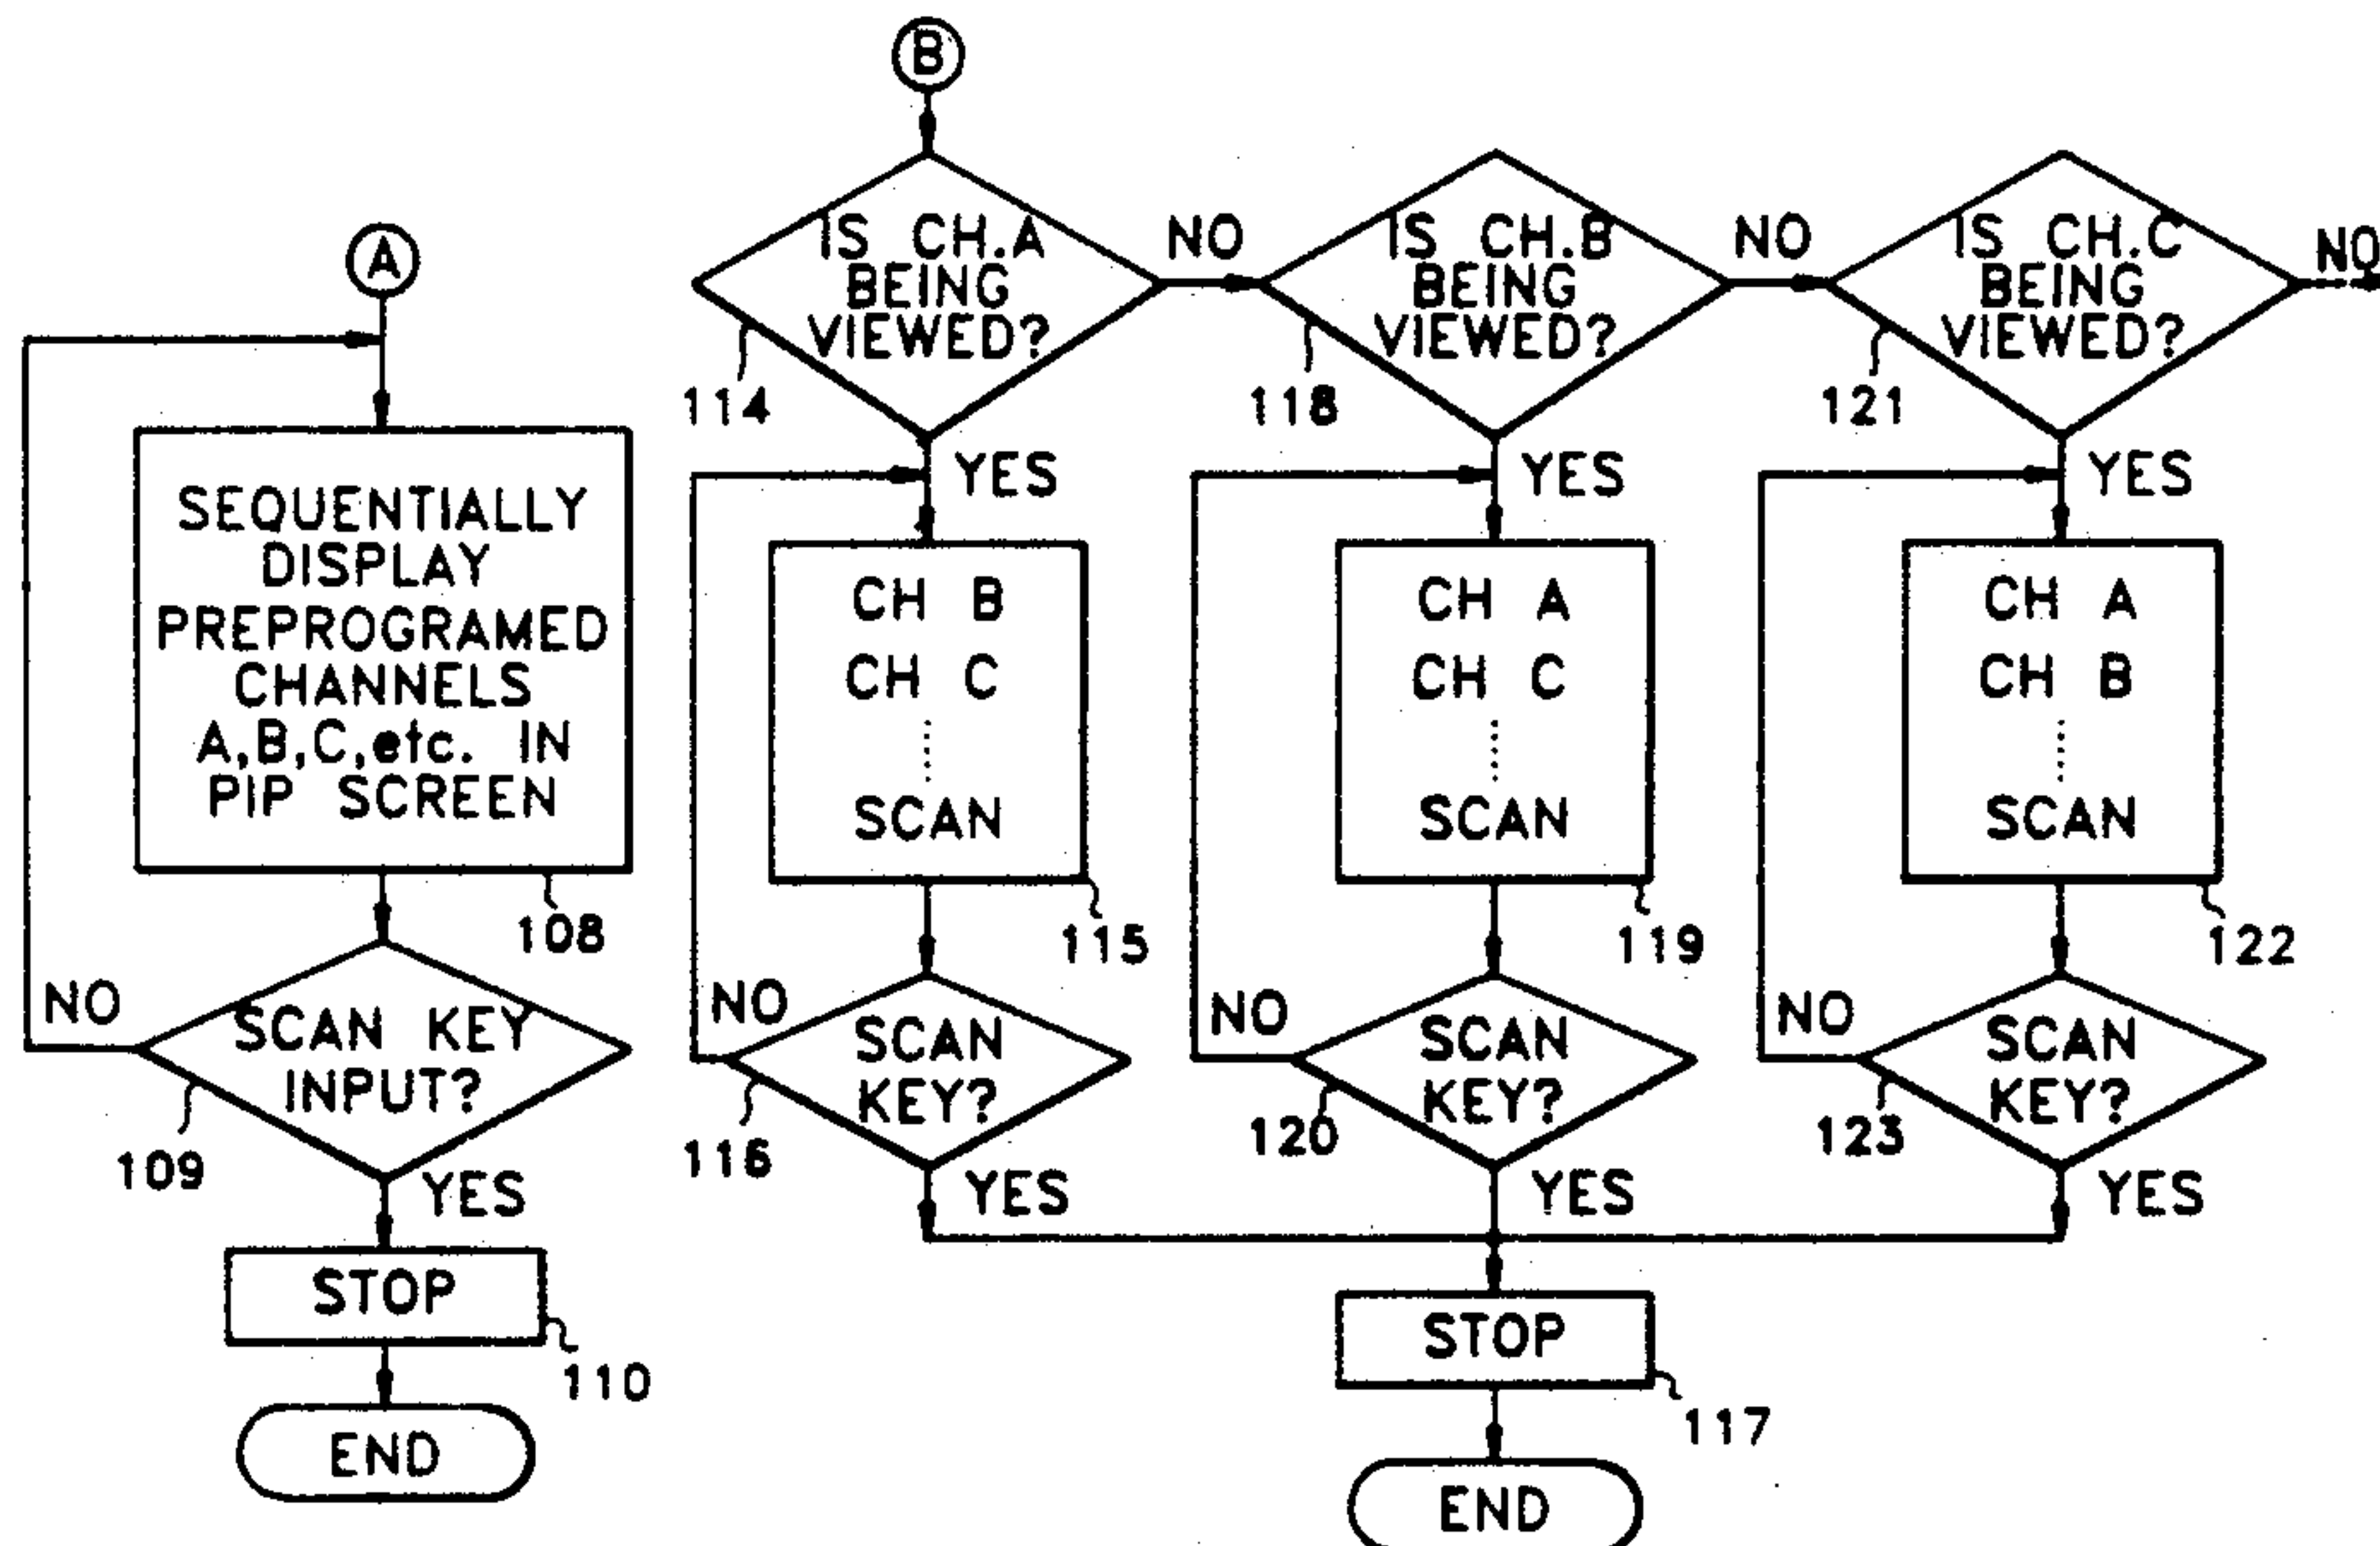 A
SEQUENTIALLY
DISPLAY
PREPROGRAMED
CHANNELS
A,B,C,etc. IN
PIP SCREEN
108
NO
SCAN KEY
INPUT?
109
YES
STOP
110
END
B
IS CH.A
BEING
VIEWED?
114
NO
YES
CH B
CH C
SCAN
115
NO
SCAN
KEY?
116
YES
IS CH.B
BEING
VIEWED?
118
NO
YES
CH A
CH C
SCAN
119
NO
SCAN
KEY?
120
YES
IS CH.C
BEING
VIEWED?
121
NO
YES
CH A
CH B
SCAN
122
NO
SCAN
KEY?
123
YES
STOP
117
END